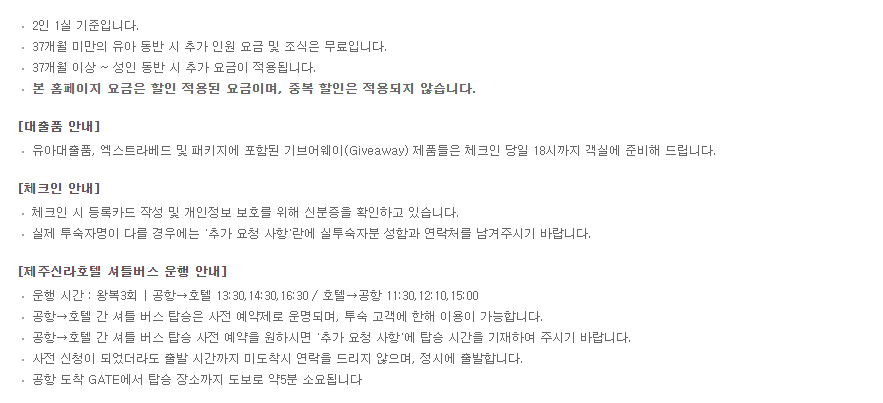 · 2인 1실 기준입니다.
· 37개월 미만의 유아 동반 시 추가 인원 요금 및 조식은 무료입니다.
· 37개월 이상 ~ 성인 동반 시 추가 요금이 적용됩니다.
· 본 홈페이지 요금은 할인 적용된 요금이며, 중복 할인은 적용되지 않습니다.
[대출품 안내]
· 유아대출품, 엑스트라베드 및 패키지에 포함된 기브어웨이(Giveaway) 제품들은 체크인 당일 18시까지 객실에 준비해 드립니다.
[체크인 안내]
· 체크인 시 등록카드 작성 및 개인정보 보호를 위해 신분증을 확인하고 있습니다.
· 실제 투숙자명이 다를 경우에는 '추가 요청 사항'란에 실투숙자분 성함과 연락처를 남겨주시기 바랍니다.
[제주신라호텔 셔틀버스 운행 안내]
· 운행 시간 : 왕복3회 | 공항→호텔 13:30,14:30,16:30 / 호텔→공항 11:30,12:10,15:00
· 공항→호텔 간 셔틀 버스 탑승은 사전 예약제로 운영되며, 투숙 고객에 한해 이용이 가능합니다.
· 공항→호텔 간 셔틀 버스 탑승 사전 예약을 원하시면 '추가 요청 사항'에 탑승 시간을 기재하여 주시기 바랍니다.
· 사전 신청이 되었더라도 출발 시간까지 미도착시 연락을 드리지 않으며, 정시에 출발합니다.
· 공항 도착 GATE에서 탑승 장소까지 도보로 약5분 소요됩니다